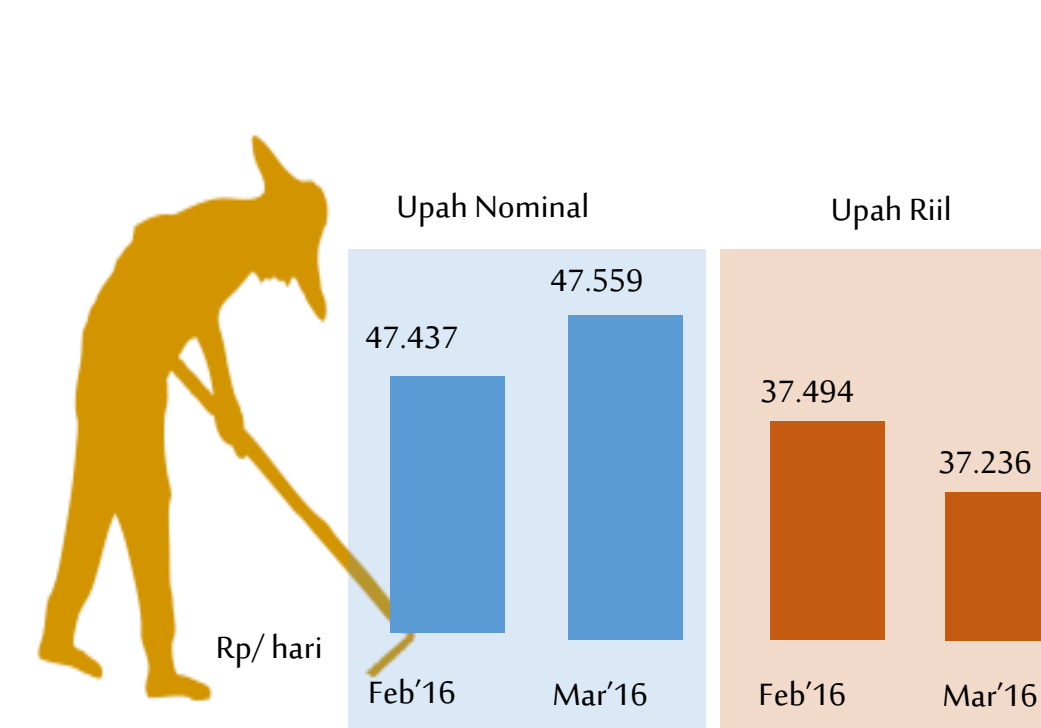 Upah Nominal
Upah Riil
47.559
47.437
37.494
37.236
Rp/ hari
Feb’16
Mar’16
Feb’16
Mar’16